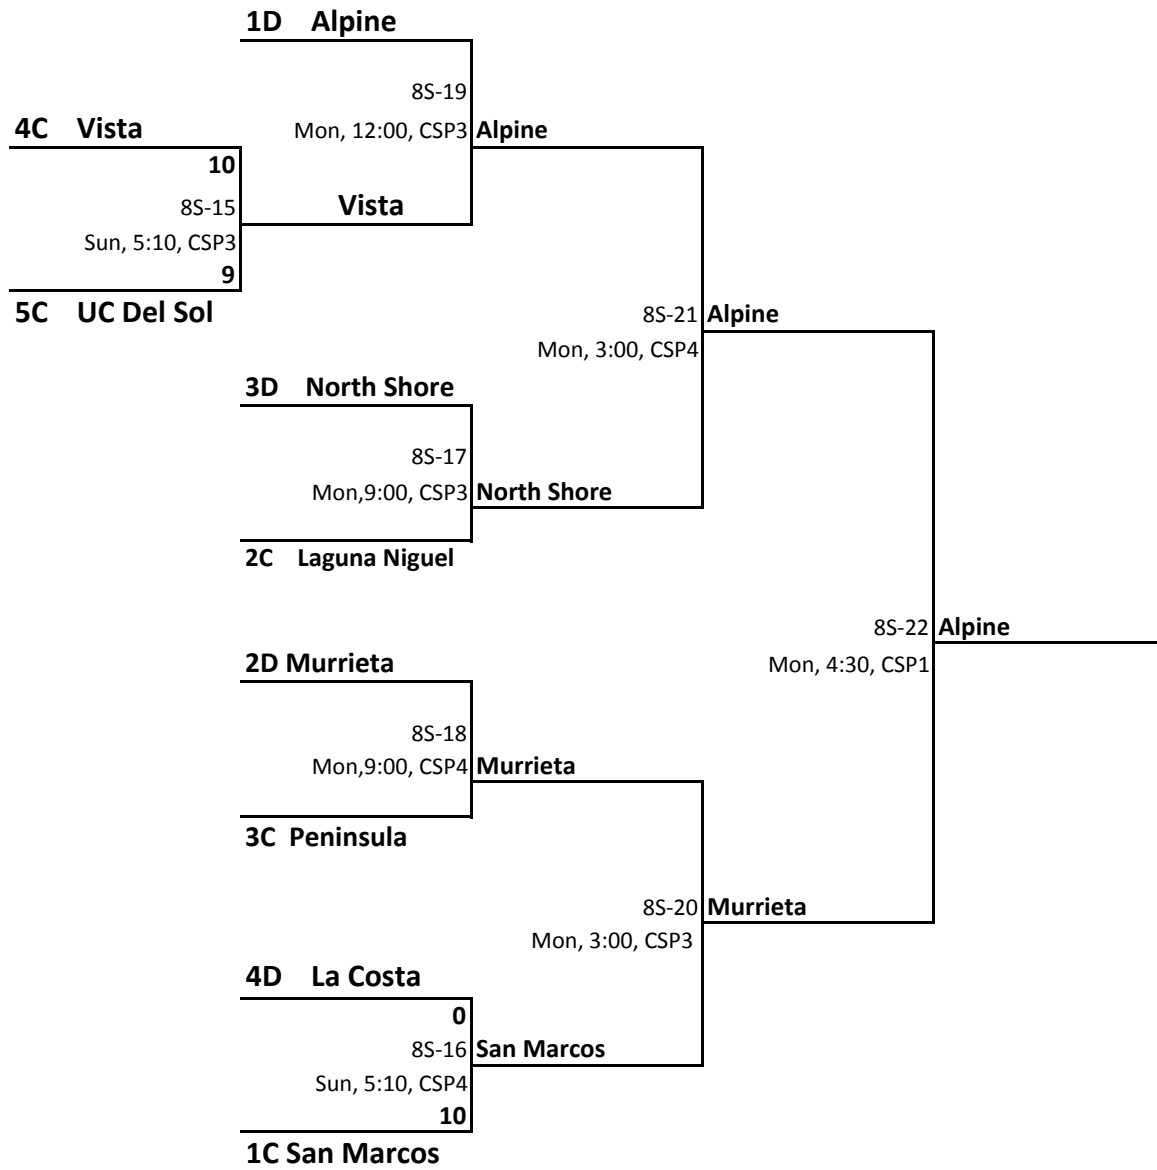 1D Alpine
8S-19
4C Vista
Mon, 12:00, CSP3 Alpine
10
8S-15
Vista
Sun, 5:10, CSP3
9
5C UC Del Sol
8S-21 Alpine
Mon, 3:00, CSP4
3D North Shore
8S-17
Mon,9:00, CSP3 North Shore
2C Laguna Niguel
8S-22 Alpine
2D Murrieta
Mon, 4:30, CSP1
8S-18
Mon,9:00, CSP4 Murrieta
3C Peninsula
8S-20 Murrieta
Mon, 3:00, CSP3
4D La Costa
0
8S-16 San Marcos
Sun, 5:10, CSP4
10
1C San Marcos